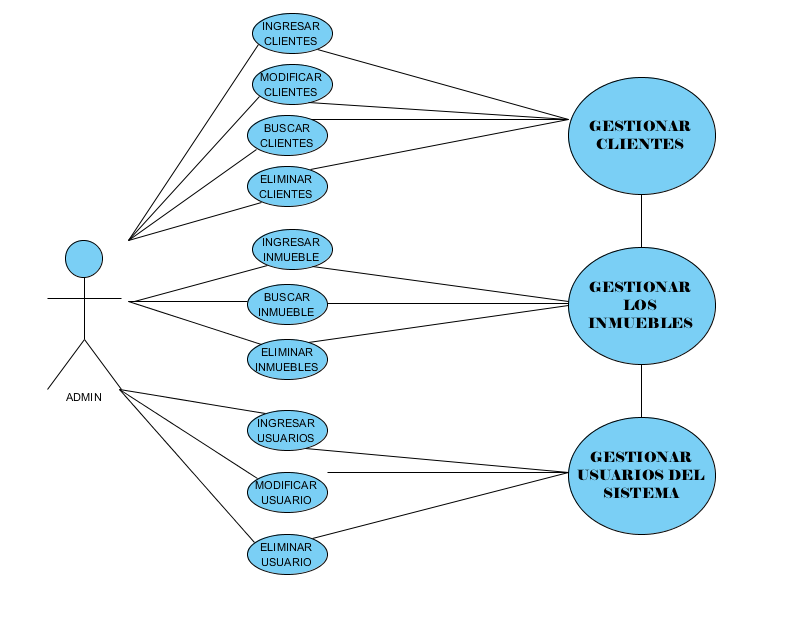 INGRESAR
CLIENTES
MODIFICAR
CLIENTES
BUSCAR
CLIENTES
ELIMINAR
CLIENTES
GESTIONAR
CLIENTES
INGRESAR
INMUEBLE
BUSCAR
INMUEBLE
ELIMINAR
INMUEBLES
GESTIONAR
LOS
INMUEBLES
ADMIN
INGRESAR
USUARIOS
MODIFICAR
USUARIO
ELIMINAR
USUARIO
GESTIONAR
USUARIOS DEL
SISTEMA